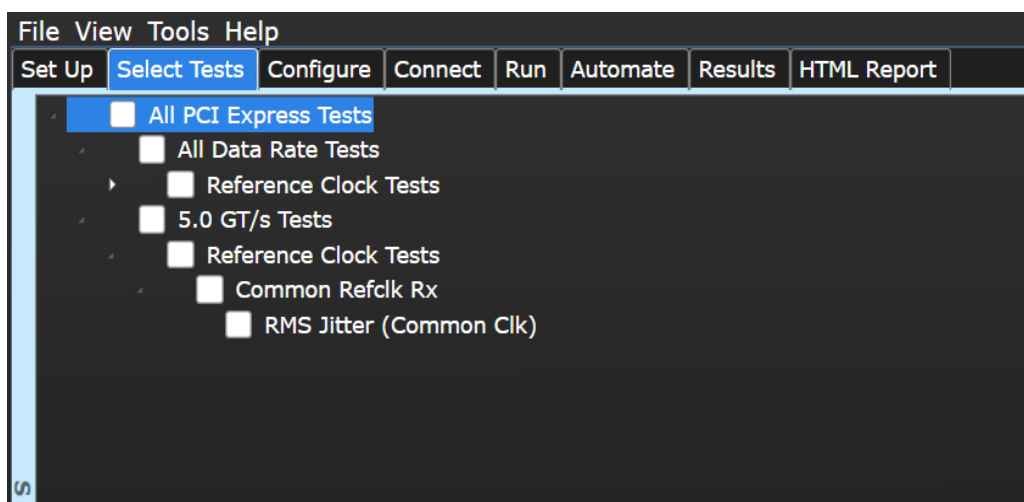 File View Tools Help
Set Up Select Tests Configure Connect Run Automate Results HTML Report
All PCI Express Tests
All Data Rate Tests
Reference Clock Tests
5.0 GT/s Tests
Reference Clock Tests
Common Refclk Rx
RMS Jitter (Common Clk)
s